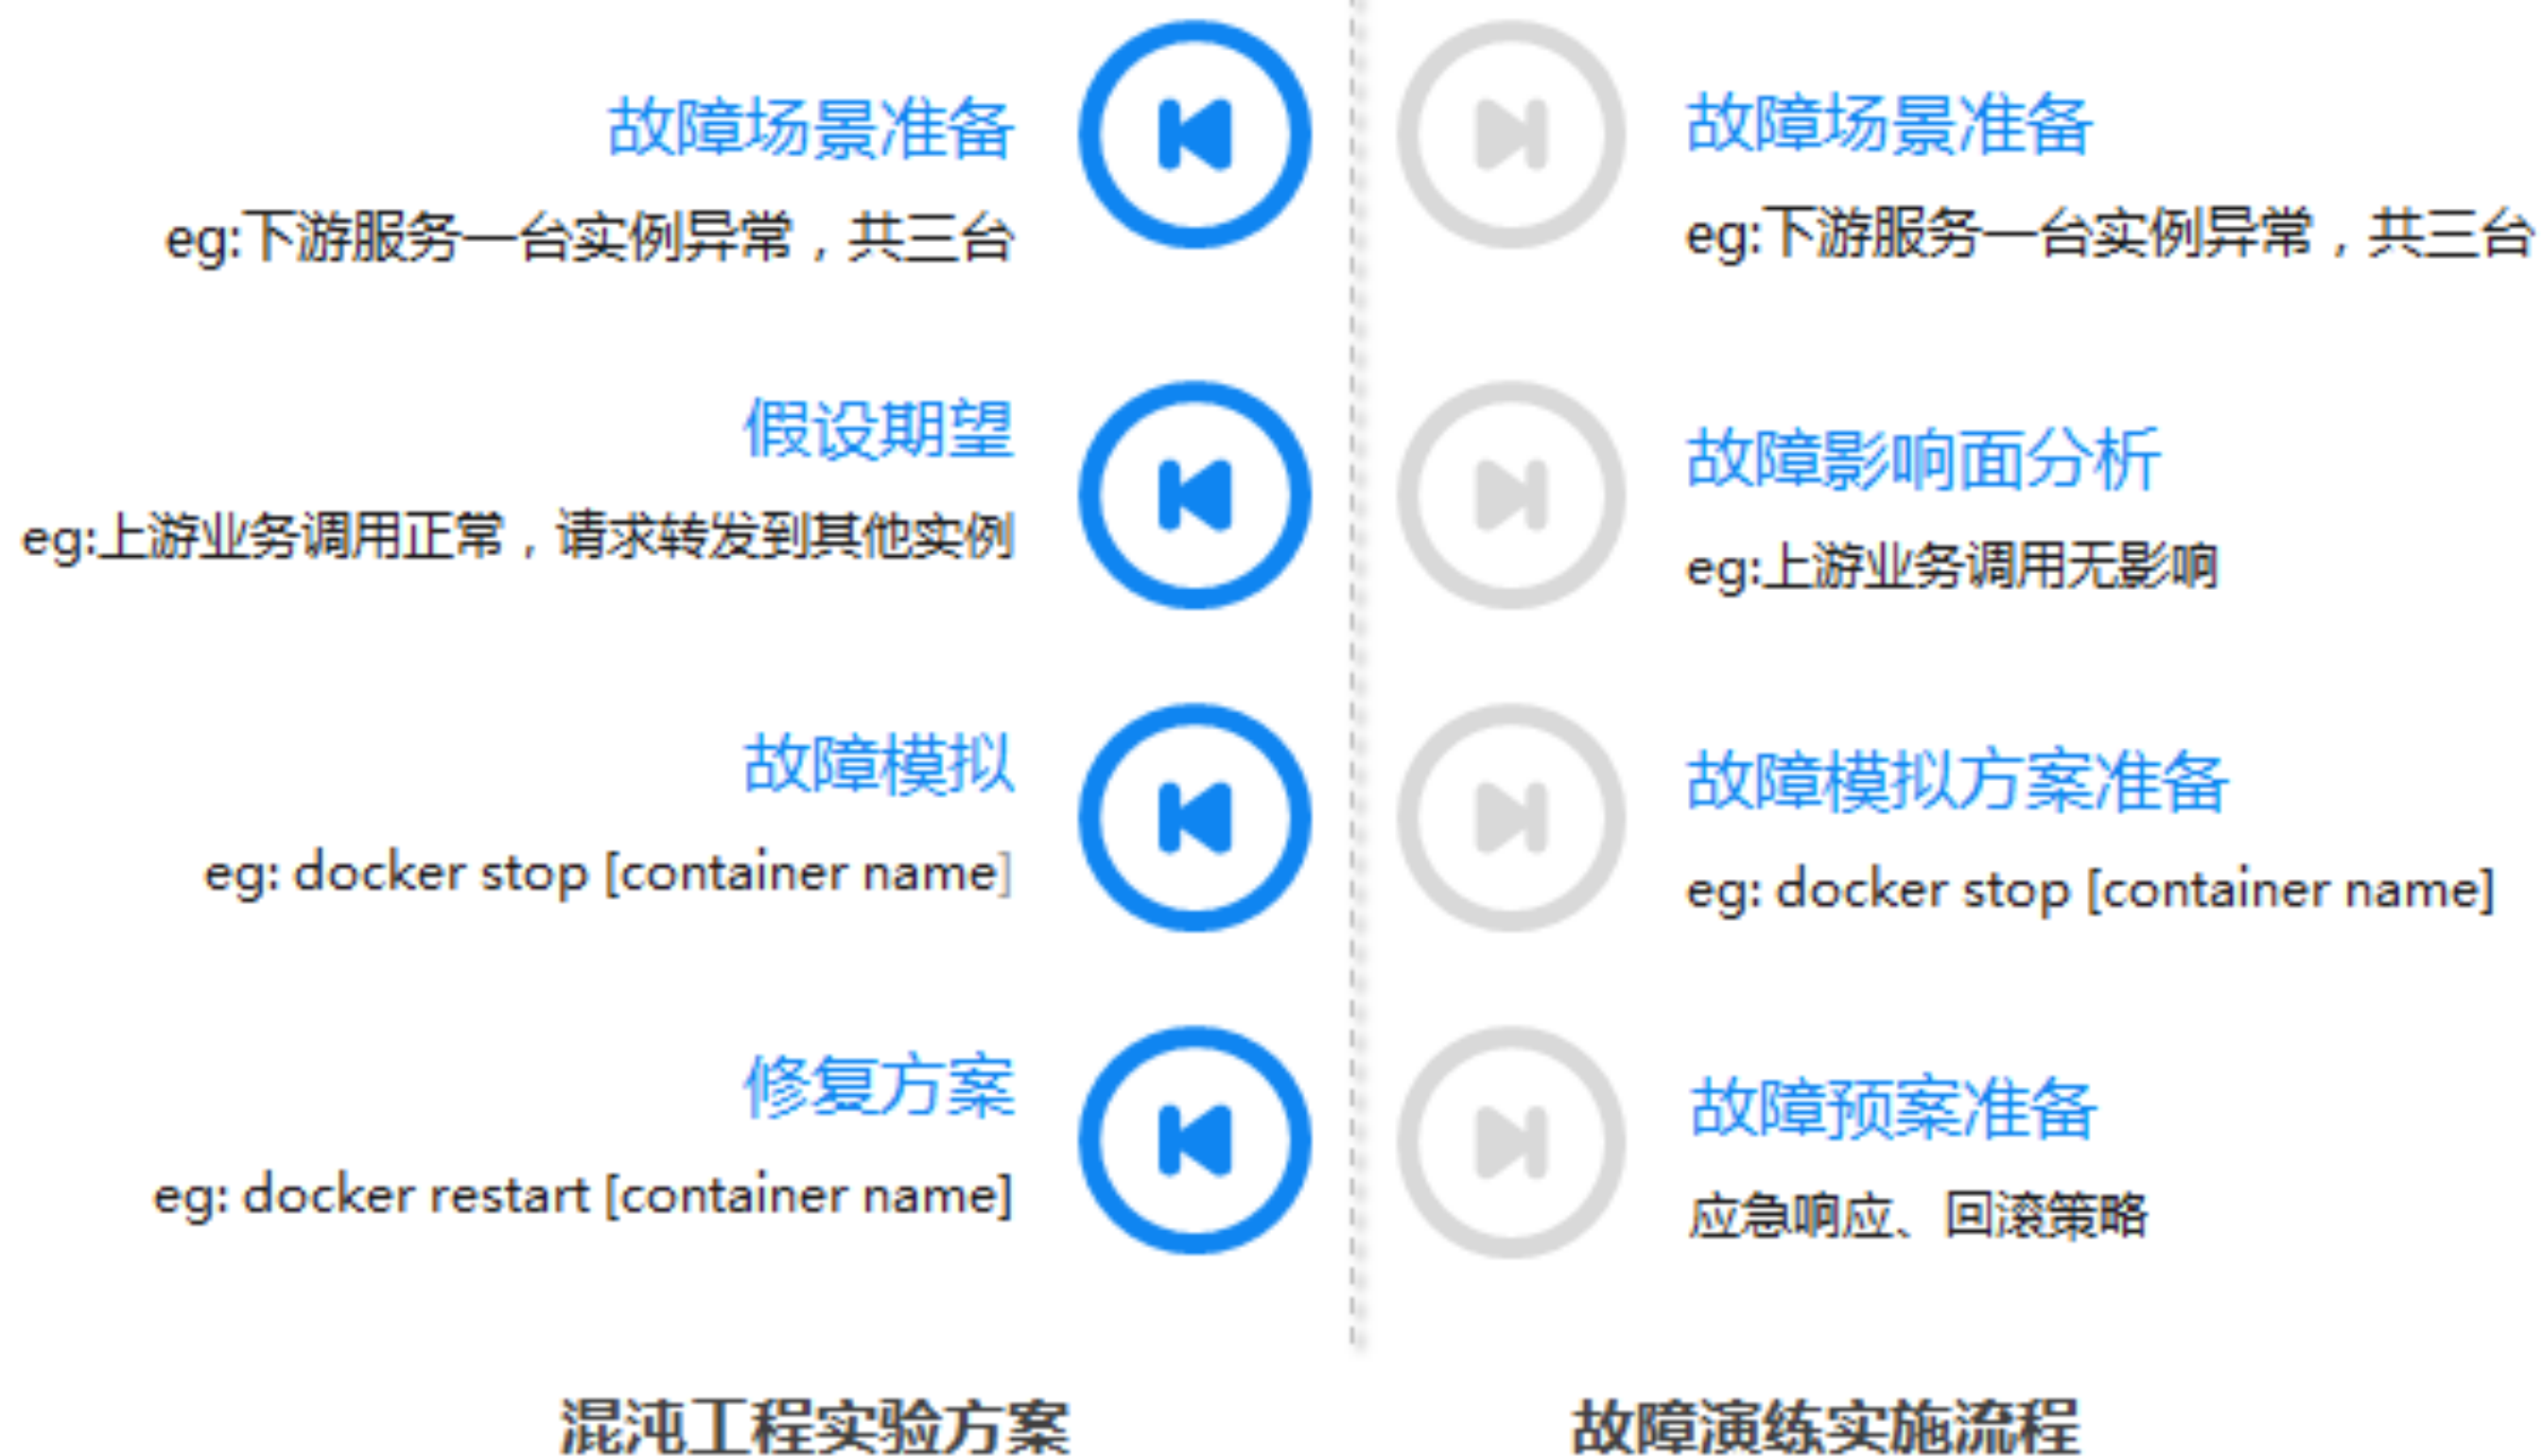 故障场景准备
eg:下游服务一台实例异常，共三台
假设期望
eg:上游业务调用正常，请求转发到其他实例
故障模拟
eg: docker stop [container name]
修复方案
eg: docker restart [container name]
混沌工程实验方案
故障场景准备
eg:下游服务一台实例异常，共三台
故障影响面分析
eg:上游业务调用无影响
故障模拟方案准备
eg: docker stop [container name]
故障预案准备
应急响应、回滚策略
故障演练实施流程